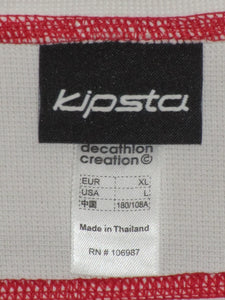 Kipsta
decathlon
creation©
EUR XL
USA L
中国 180/108A
Made in Thailand
RN # 106987